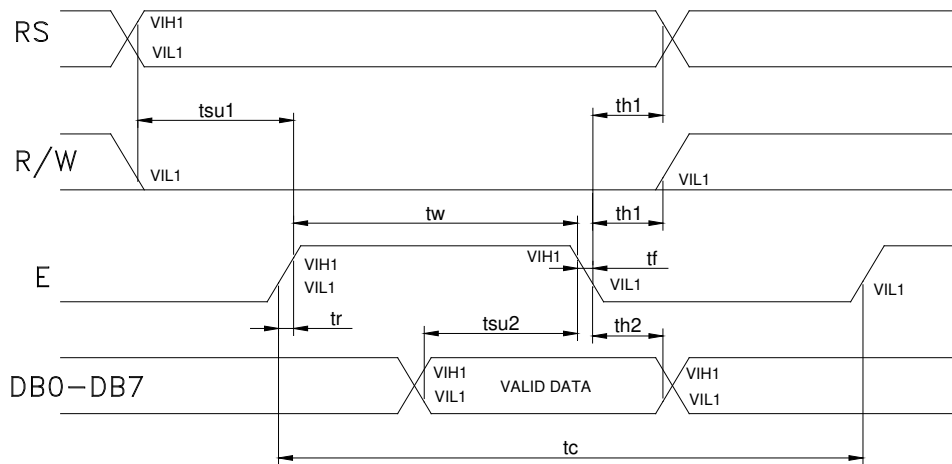 RS
VIH1
VIL1
tsu1
th1
R/W
VIL1
VIL1
tw
th1
E
VIH1
VIL1
VIH1
tf
VIL1
VIL1
tr
tsu2
th2
DB0-DB7
VIH1
VIL1
VALID DATA
VIH1
VIL1
tc